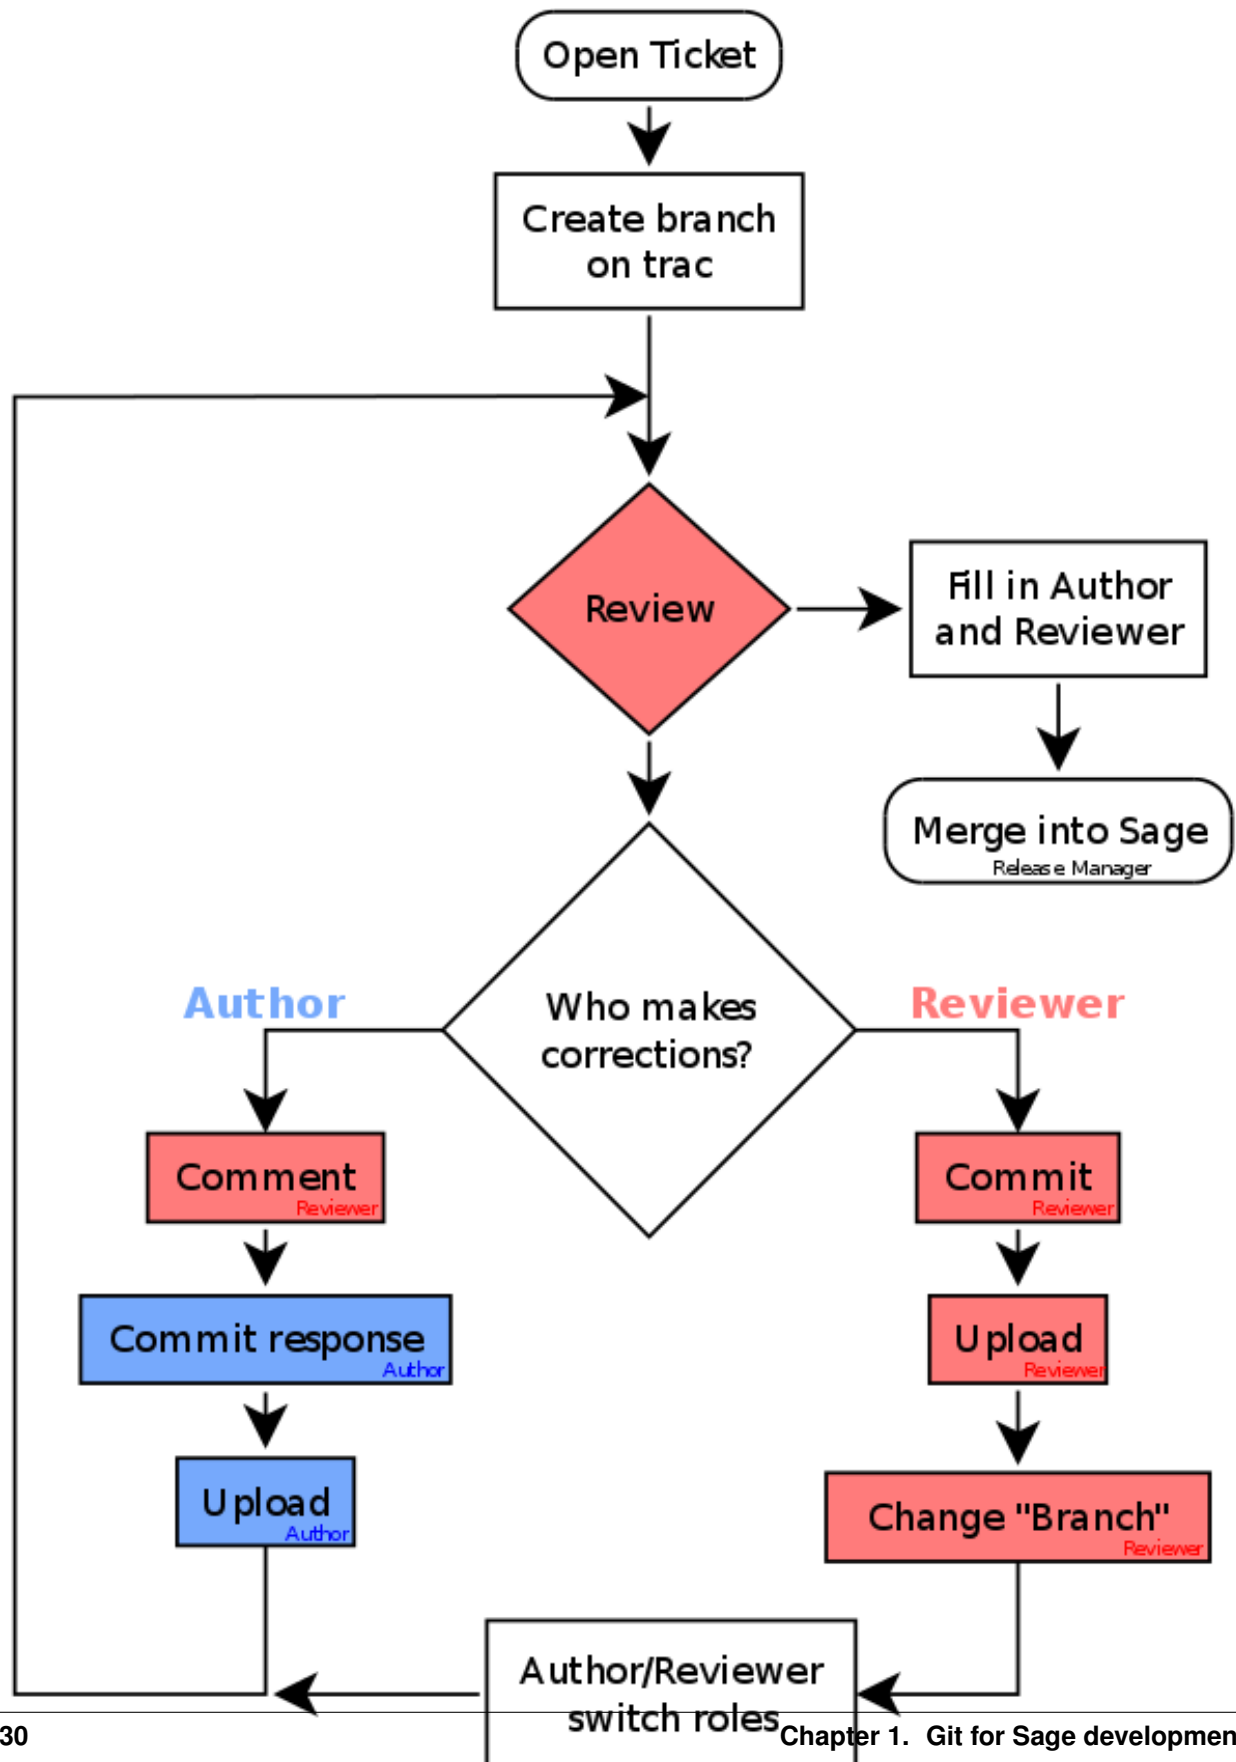 Open Ticket
Create branch
on trac
Review
Fill in Author
and Reviewer
Merge into Sage
Release Manager
Author
Reviewer
Who makes
corrections?
Comment
Reviewer
Commit
Reviewer
Commit response
Author
Upload
Reviewer
Upload
Author
Change "Branch"
Reviewer
Author/Reviewer
switch roles
30
Chapter 1. Git for Sage developmen